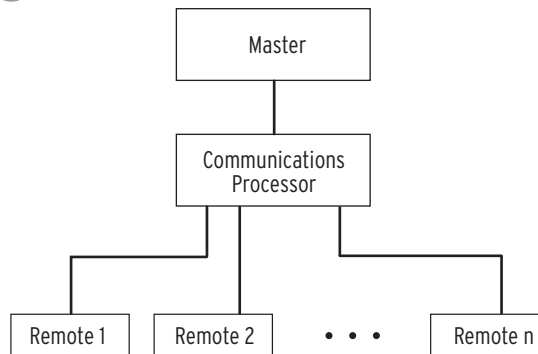 Master
Communications
Processor
Remote 1
Remote 2
• • •
Remote n